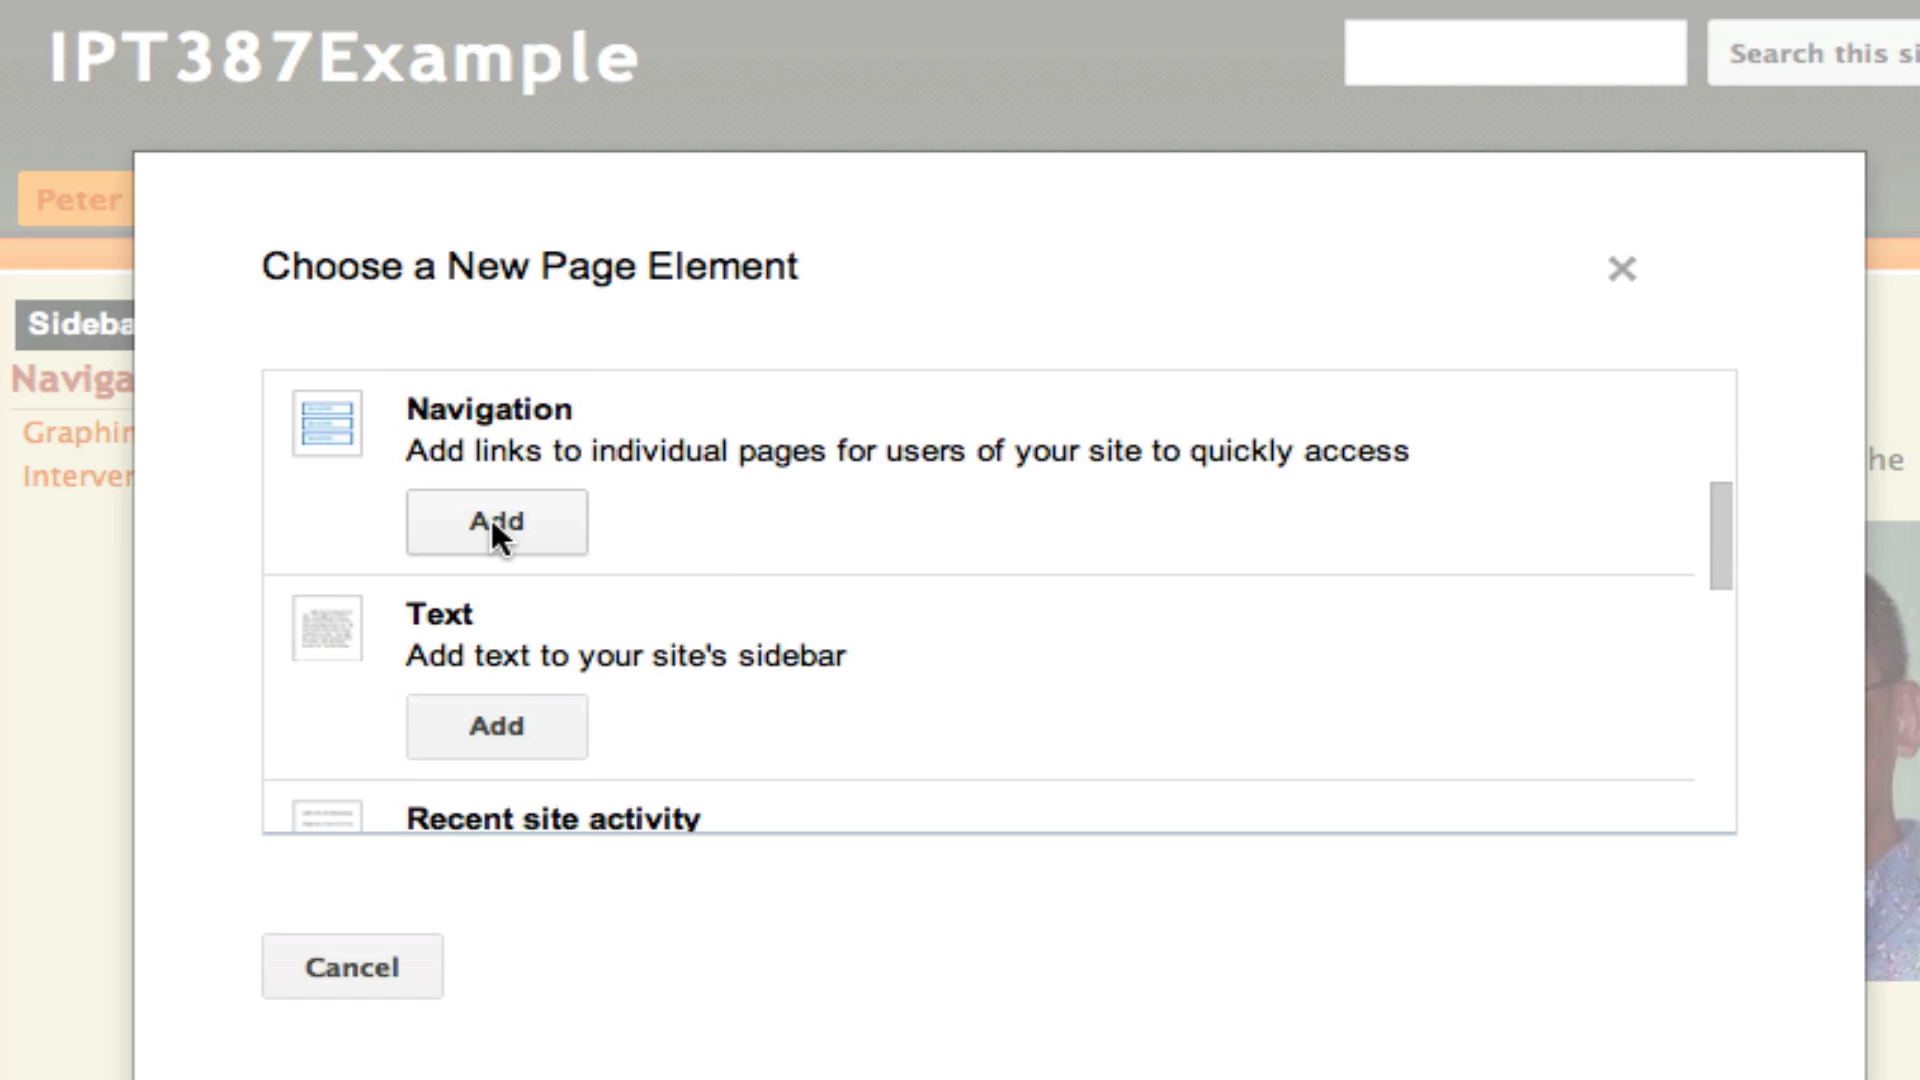 IPT387Example
Search this si
Peter
Choose a New Page Element
Sideba
Naviga
Graphin
Interver
Navigation
Add links to individual pages for users of your site to quickly access
Add
he
Text
Add text to your site's sidebar
Add
Recent site activity
Cancel